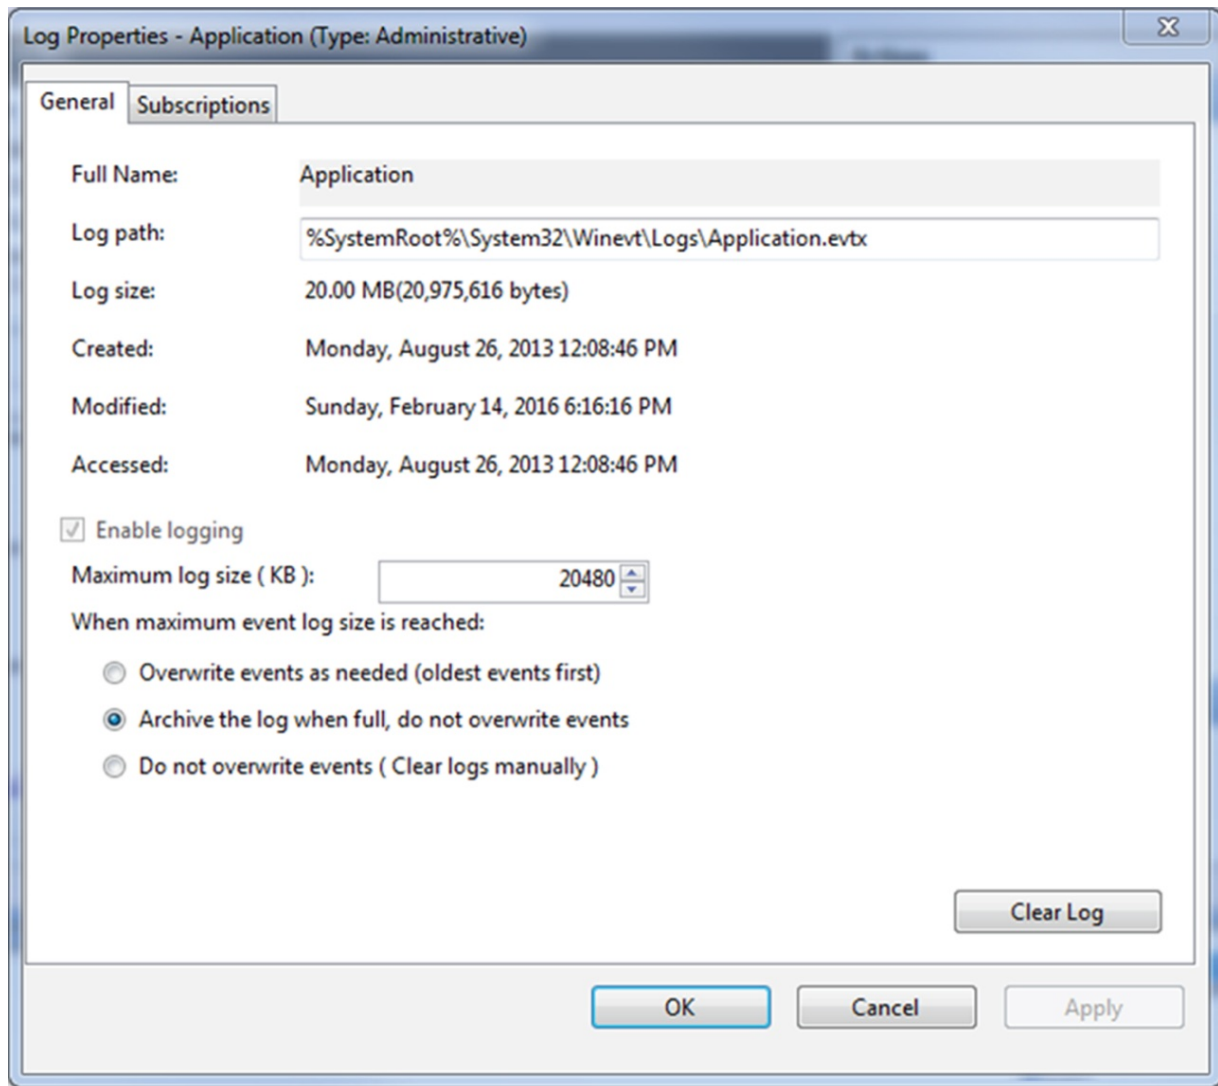 Log Properties - Application (Type: Administrative)
General
Subscriptions
Full Name: Application
Log path: %SystemRoot%\System32\Winevt\Logs\Application.evtx
Log size: 20.00 MB(20,975,616 bytes)
Created: Monday, August 26, 2013 12:08:46 PM
Modified: Sunday, February 14, 2016 6:16:16 PM
Accessed: Monday, August 26, 2013 12:08:46 PM
Enable logging
Maximum log size ( KB ): 20480
When maximum event log size is reached:
Overwrite events as needed (oldest events first)
Archive the log when full, do not overwrite events
Do not overwrite events ( Clear logs manually )
Clear Log
OK Cancel Apply